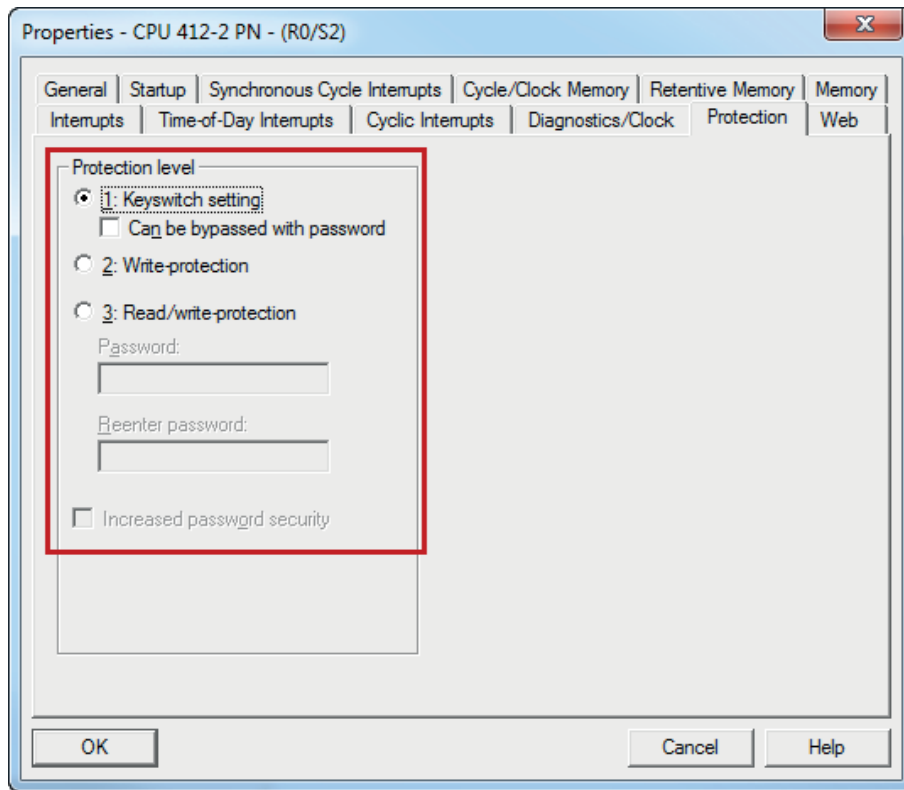 Properties - CPU 412-2 PN - (R0/S2)
General Startup Synchronous Cycle Interrupts Cycle/Clock Memory Retentive Memory Memory
Interrupts Time-of-Day Interrupts Cyclic Interrupts Diagnostics/Clock Protection Web
Protection level
1: Keyswitch setting
Can be bypassed with password
2: Write-protection
3: Read/write-protection
Password:
Reenter password:
Increased password security
OK Cancel Help